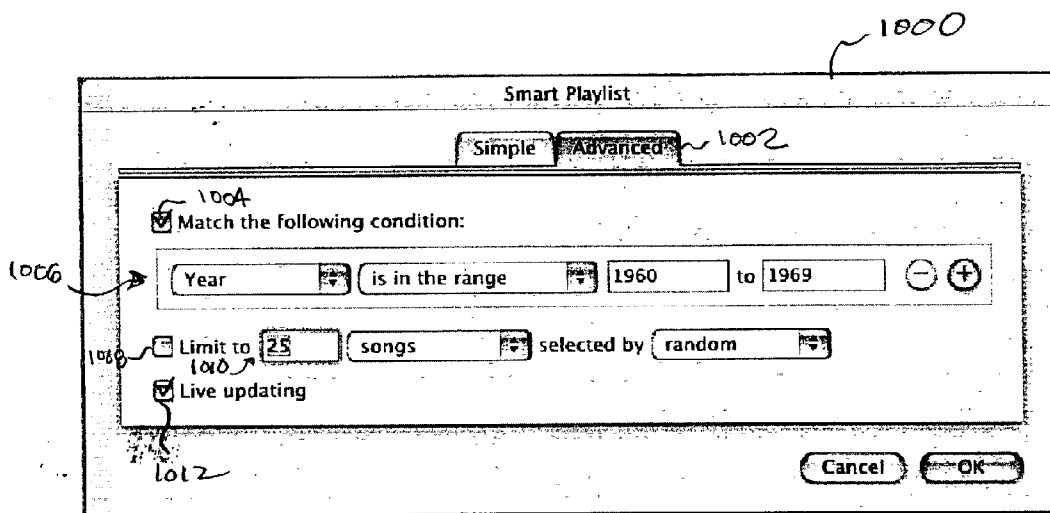 1000
Smart Playlist
Simple Advanced 1002
1004
Match the following condition:
1006 Year is in the range 1960 to 1969
1008 Limit to 25 songs selected by random
1010
Live updating
1012
Cancel OK